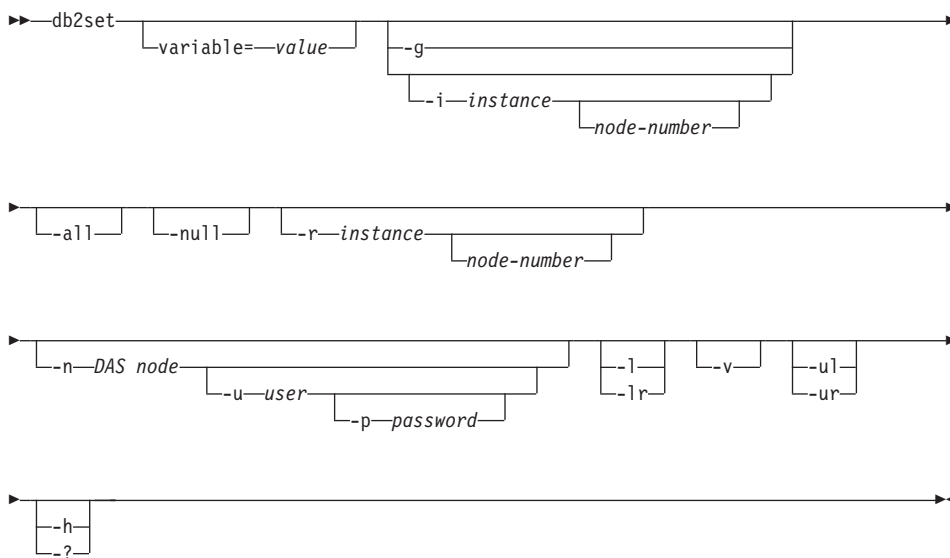 db2set
variable= value
-g
-i instance
node-number
-all
-null
-r instance
node-number
-n DAS node
-u user
-p password
-l
-lr
-v
-ul
-ur
-h
-?